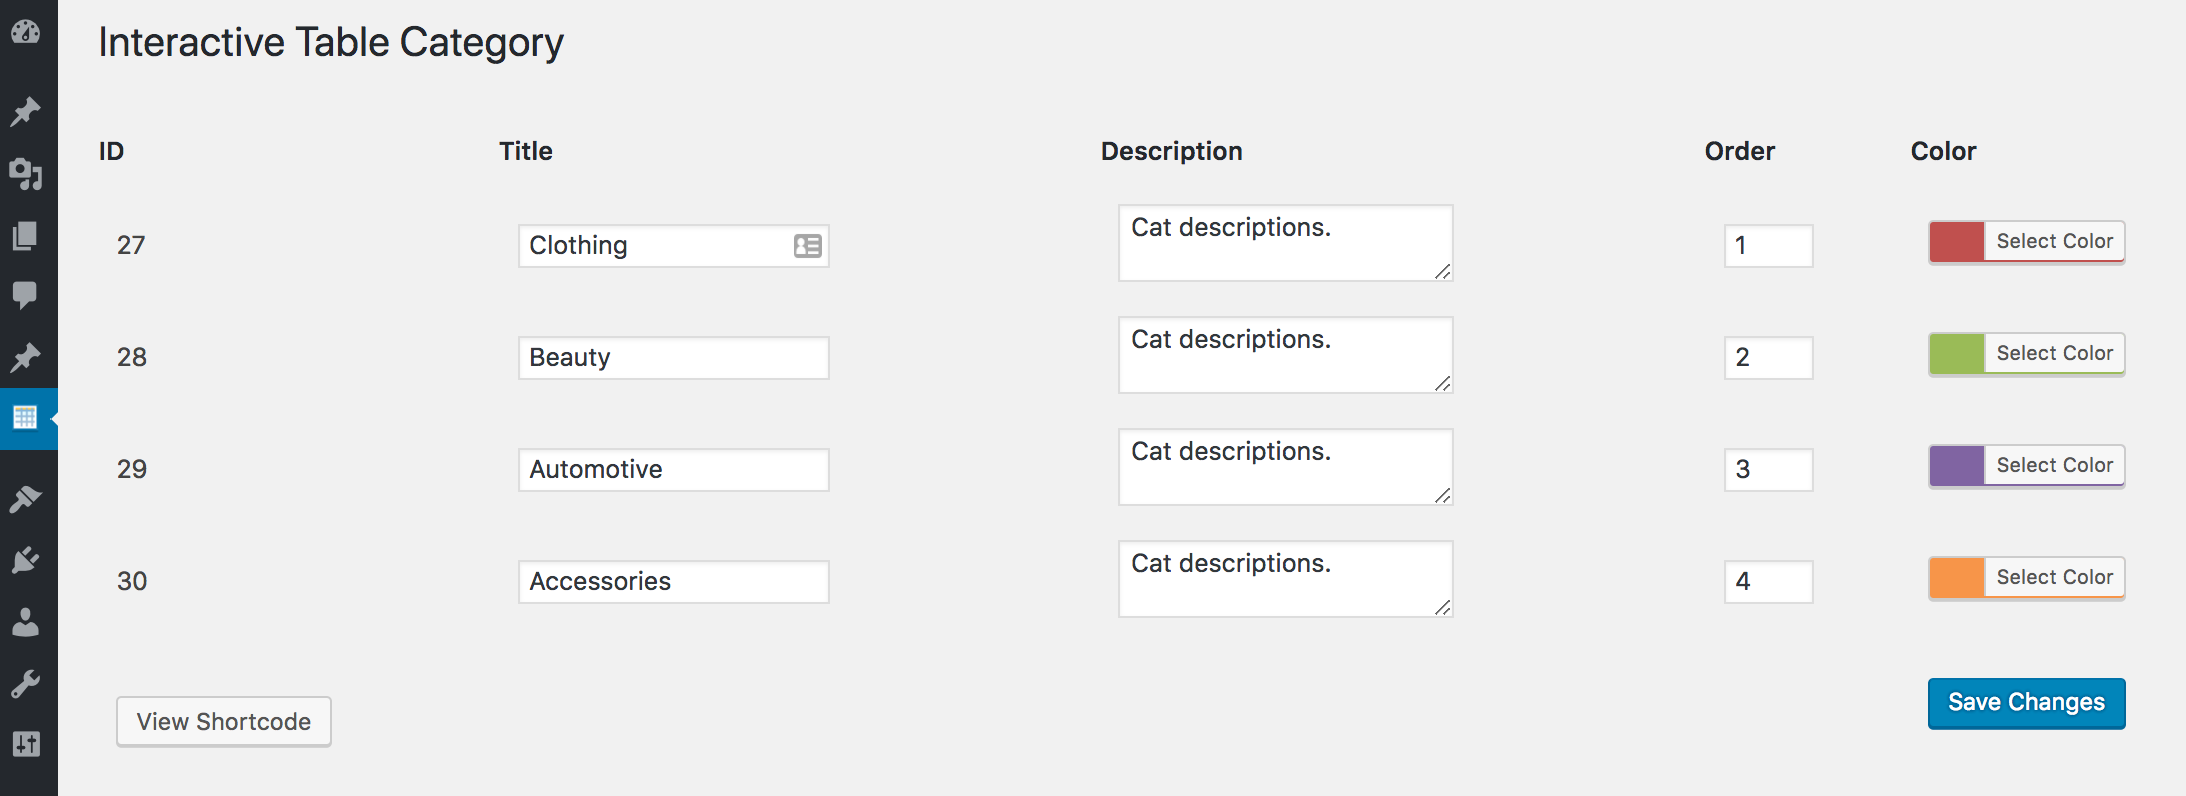 Interactive Table Category
ID Title Description Order Color
27 Clothing Cat descriptions. 1 Select Color
28 Beauty Cat descriptions. 2 Select Color
29 Automotive Cat descriptions. 3 Select Color
30 Accessories Cat descriptions. 4 Select Color
View Shortcode Save Changes